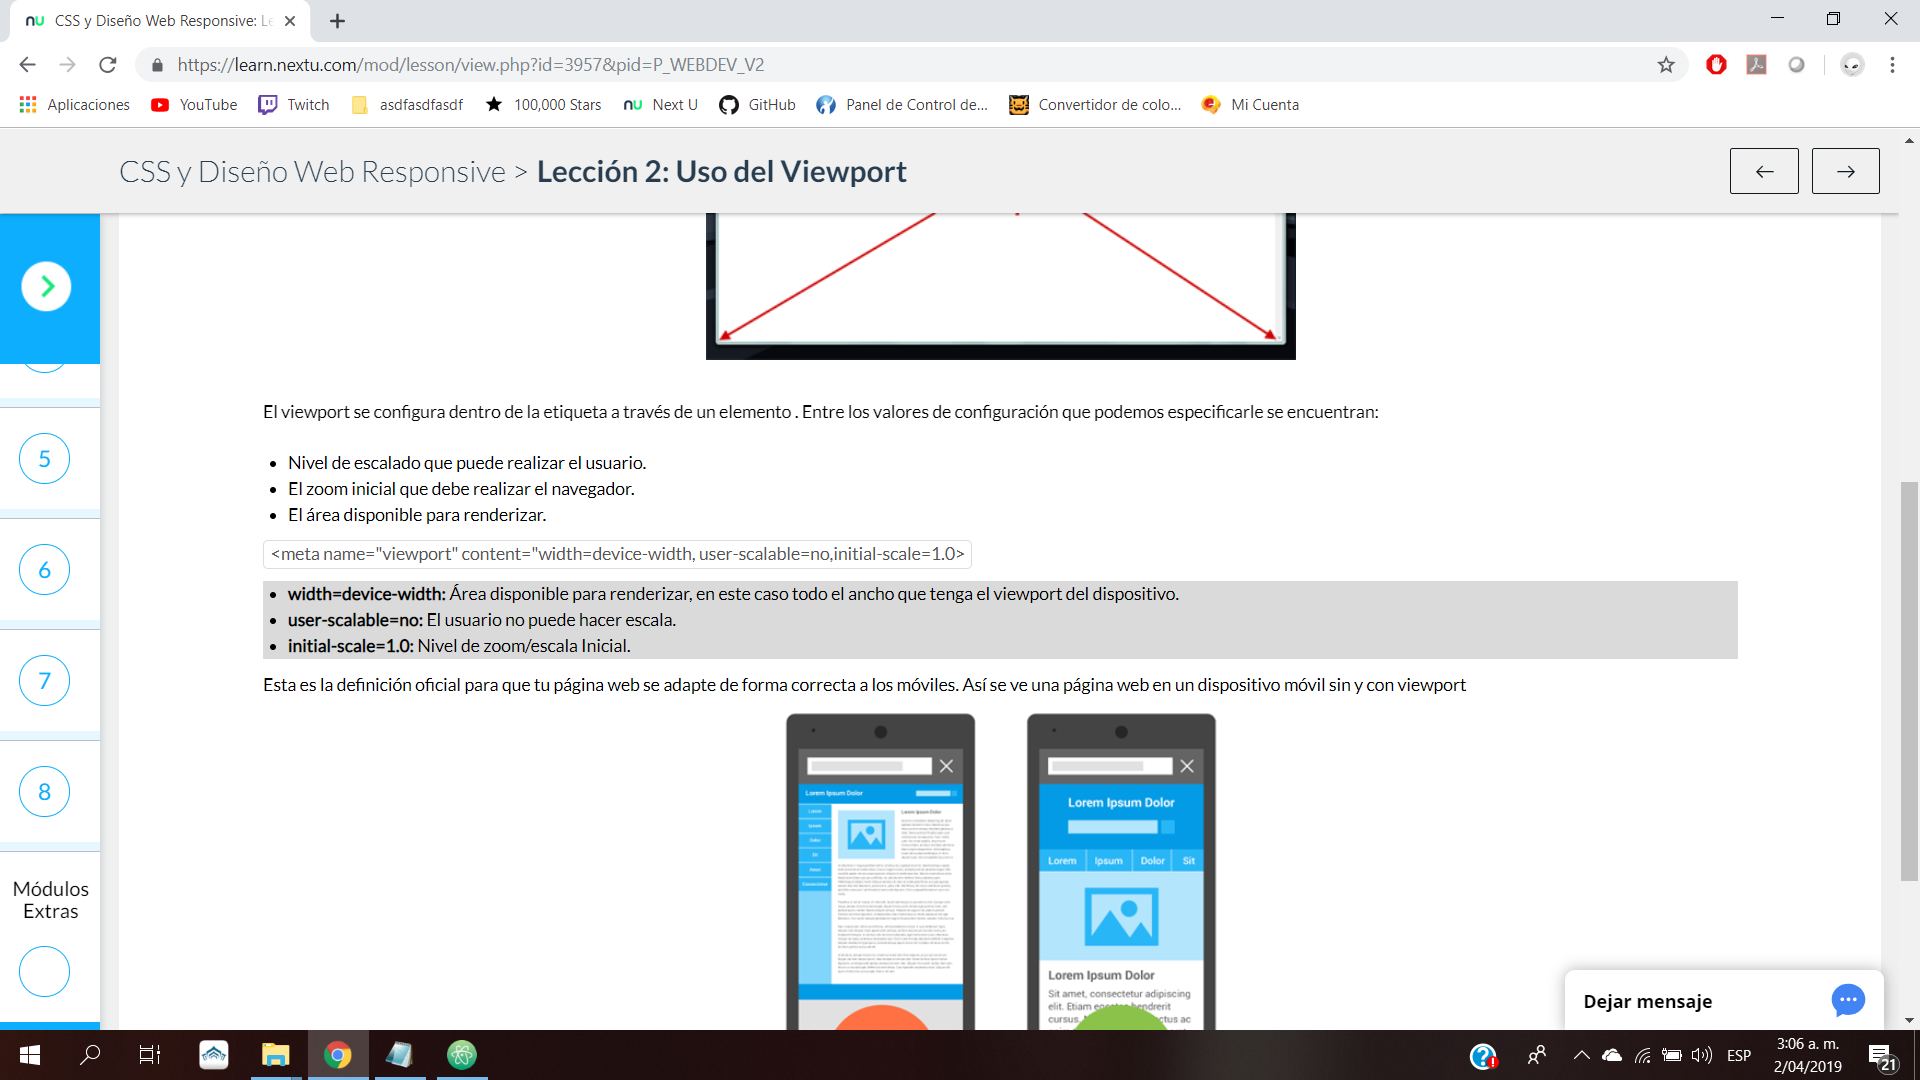 nu CSS y Diseño Web Responsive: Le
https://learn.nextu.com/mod/lesson/view.php?id=3957&pid=P_WEBDEV_V2
Aplicaciones YouTube Twitch asdfasdfasdf 100,000 Stars nu Next U GitHub Panel de Control de... Convertidor de colo... Mi Cuenta
CSS y Diseño Web Responsive > Lección 2: Uso del Viewport
El viewport se configura dentro de la etiqueta a través de un elemento . Entre los valores de configuración que podemos especificarle se encuentran:
• Nivel de escalado que puede realizar el usuario.
• El zoom inicial que debe realizar el navegador.
• El área disponible para renderizar.
<meta name="viewport" content="width=device-width, user-scalable=no,initial-scale=1.0>
• width=device-width: Área disponible para renderizar, en este caso todo el ancho que tenga el viewport del dispositivo.
• user-scalable=no: El usuario no puede hacer escala.
• initial-scale=1.0: Nivel de zoom/escala Inicial.
Esta es la definición oficial para que tu página web se adapte de forma correcta a los móviles. Así se ve una página web en un dispositivo móvil sin y con viewport
5
6
7
8
Módulos
Extras
Lorem Ipsum Dolor
Lorem
Ipsum
Dolor
Sit
Amet
Consectetur
Lorem Ipsum Dolor
Lorem Ipsum Dolor
Lorem Ipsum Dolor Sit
Lorem Ipsum Dolor
Sit amet, consectetur adipiscing
elit. Etiam hendrerit
cursus.
Dejar mensaje
ESP
3:06 a. m.
2/04/2019
21